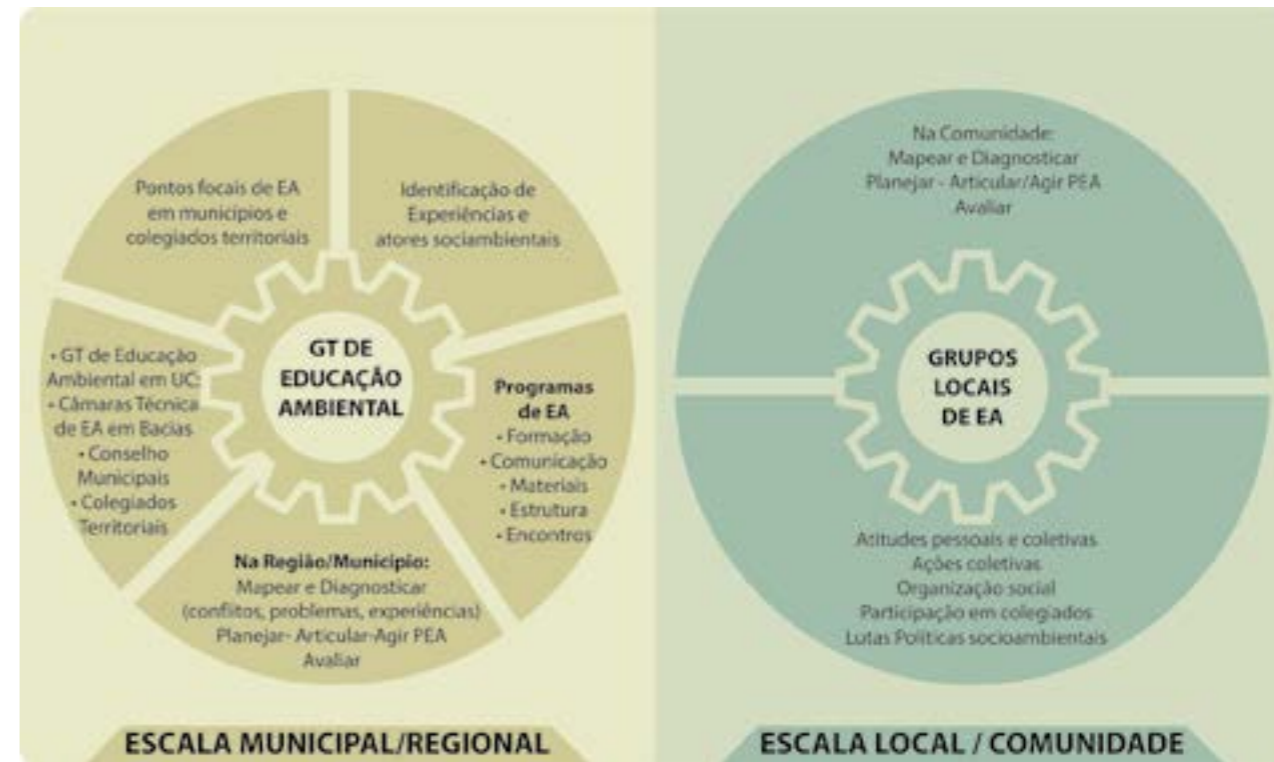 Pontos focais de EA
em municípios e
colegiados territoriais
Identificação de
Experiências e
atores sociambientais
• GT de Educação
Ambiental em UC:
• Câmaras Técnica
de EA em Bacias
• Conselho
Municipais
• Colegiados
Territoriais
GT DE
EDUCAÇÃO
AMBIENTAL
Programas
de EA
• Formação
• Comunicação
• Materiais
• Estrutura
• Encontros
Na Região/Município:
Mapear e Diagnosticar
(conflitos, problemas, experiências)
Planejar- Articular-Agir PEA
Avaliar
ESCALA MUNICIPAL/REGIONAL
Na Comunidade:
Mapear e Diagnosticar
Planejar - Articular/Agir PEA
Avaliar
GRUPOS
LOCAIS
DE EA
Atitudes pessoais e coletivas
Ações coletivas
Organização social
Participação em colegiados
Lutas Políticas socioambientais
ESCALA LOCAL / COMUNIDADE